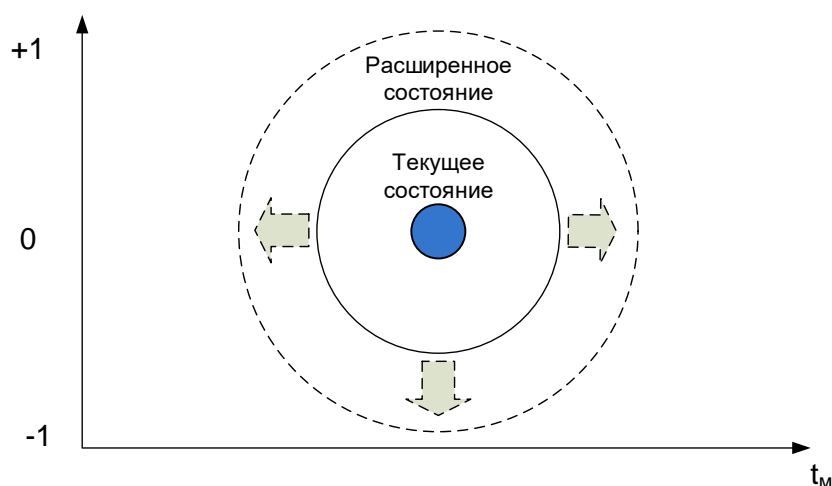 +1
Расширенное
состояние
Текущее
состояние
0
-1
tм